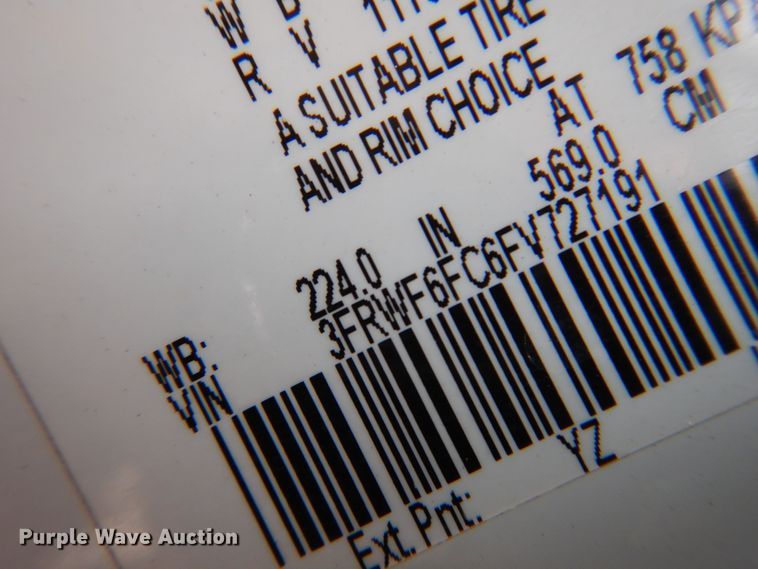 A SUITABLE TIRE
AND RIM CHOICE
AT 758 KP
WB: 224.0 IN 569.0 CM
VIN 3FRWF6FC6FV727191
Ext. Pnt: YZ
Purple Wave Auction